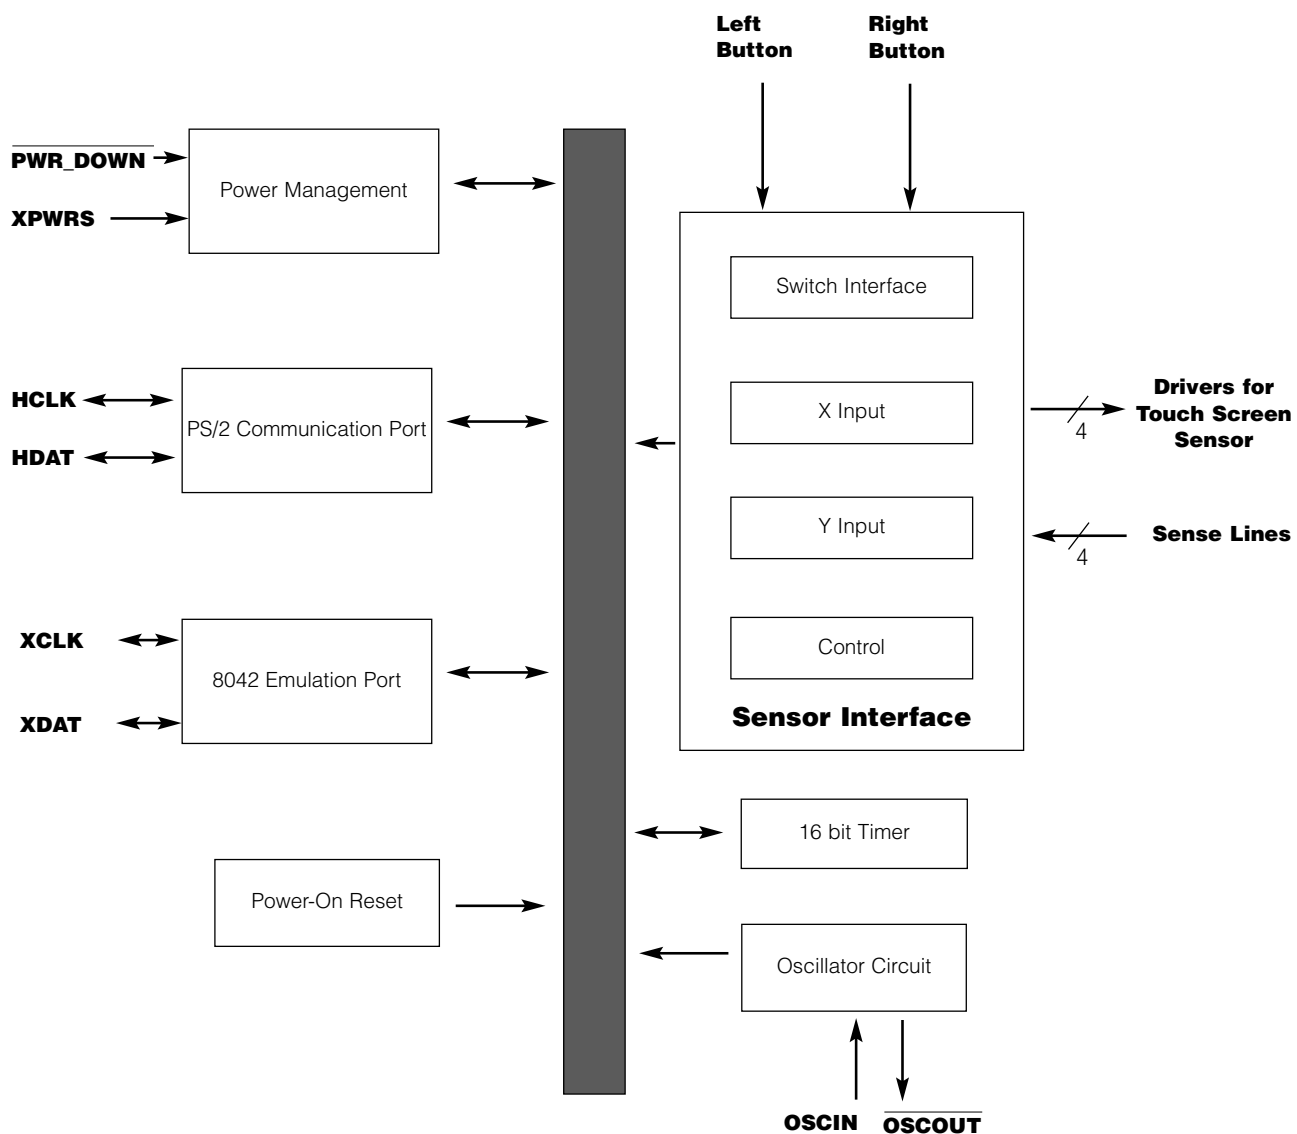 Left
Button
Right
Button
PWR_DOWN
XPWRS
Power Management
Switch Interface
HCLK
HDAT
PS/2 Communication Port
X Input
4
Drivers for
Touch Screen
Sensor
Y Input
4
Sense Lines
XCLK
XDAT
8042 Emulation Port
Control
Sensor Interface
16 bit Timer
Power-On Reset
Oscillator Circuit
OSCIN
OSCOUT